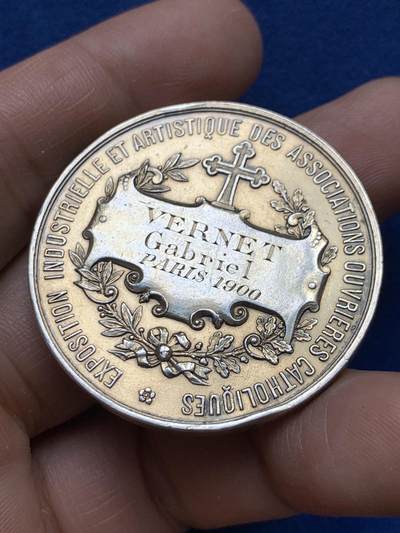 EXPOSITION INDUSTRIELLE ET ARTISTIQUE DES ASSOCIATIONS OUVRIÈRES CATHOLIQUES
VERNET
Gabriel
PARIS 1900